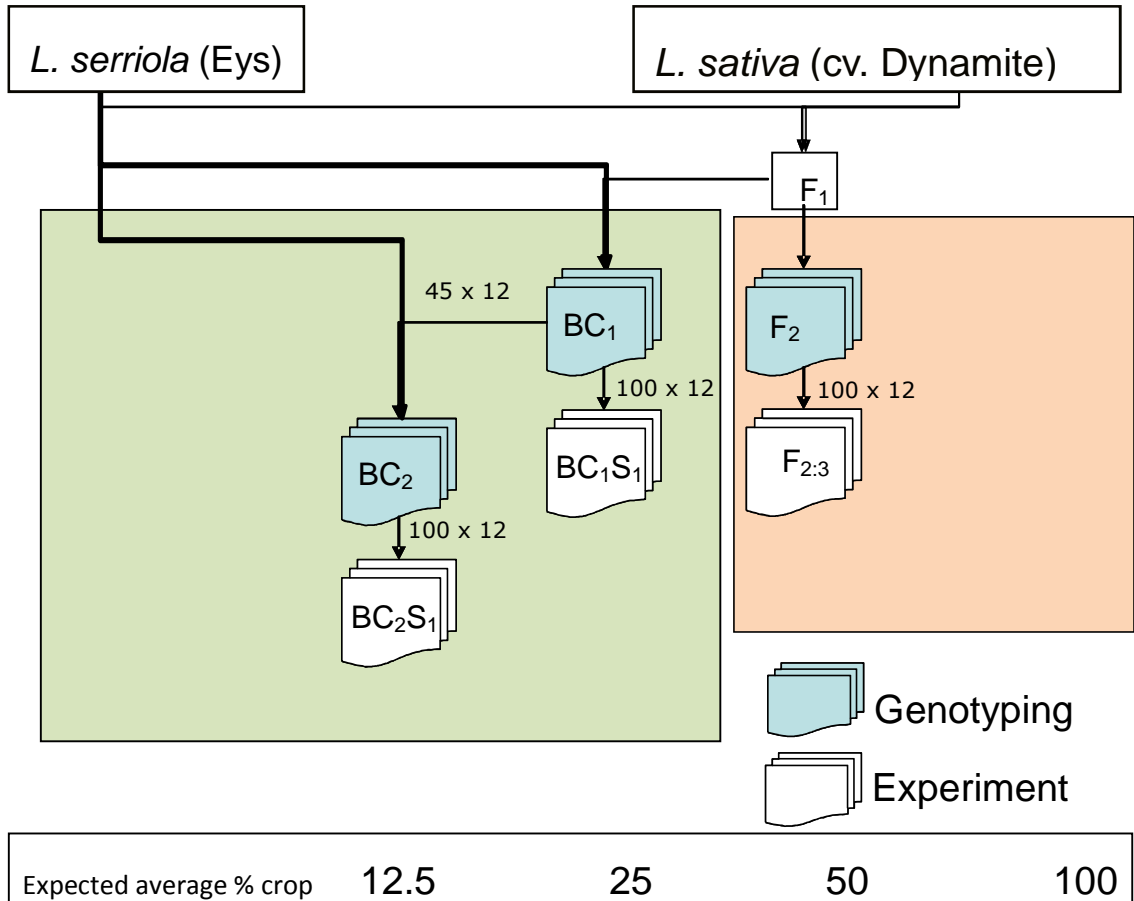 L. serriola (Eys)
L. sativa (cv. Dynamite)
F₁
45 x 12
BC₁
F₂
100 x 12
100 x 12
BC₂
BC₁S₁
F₂:₃
100 x 12
BC₂S₁
Genotyping
Experiment
Expected average % crop 12.5 25 50 100